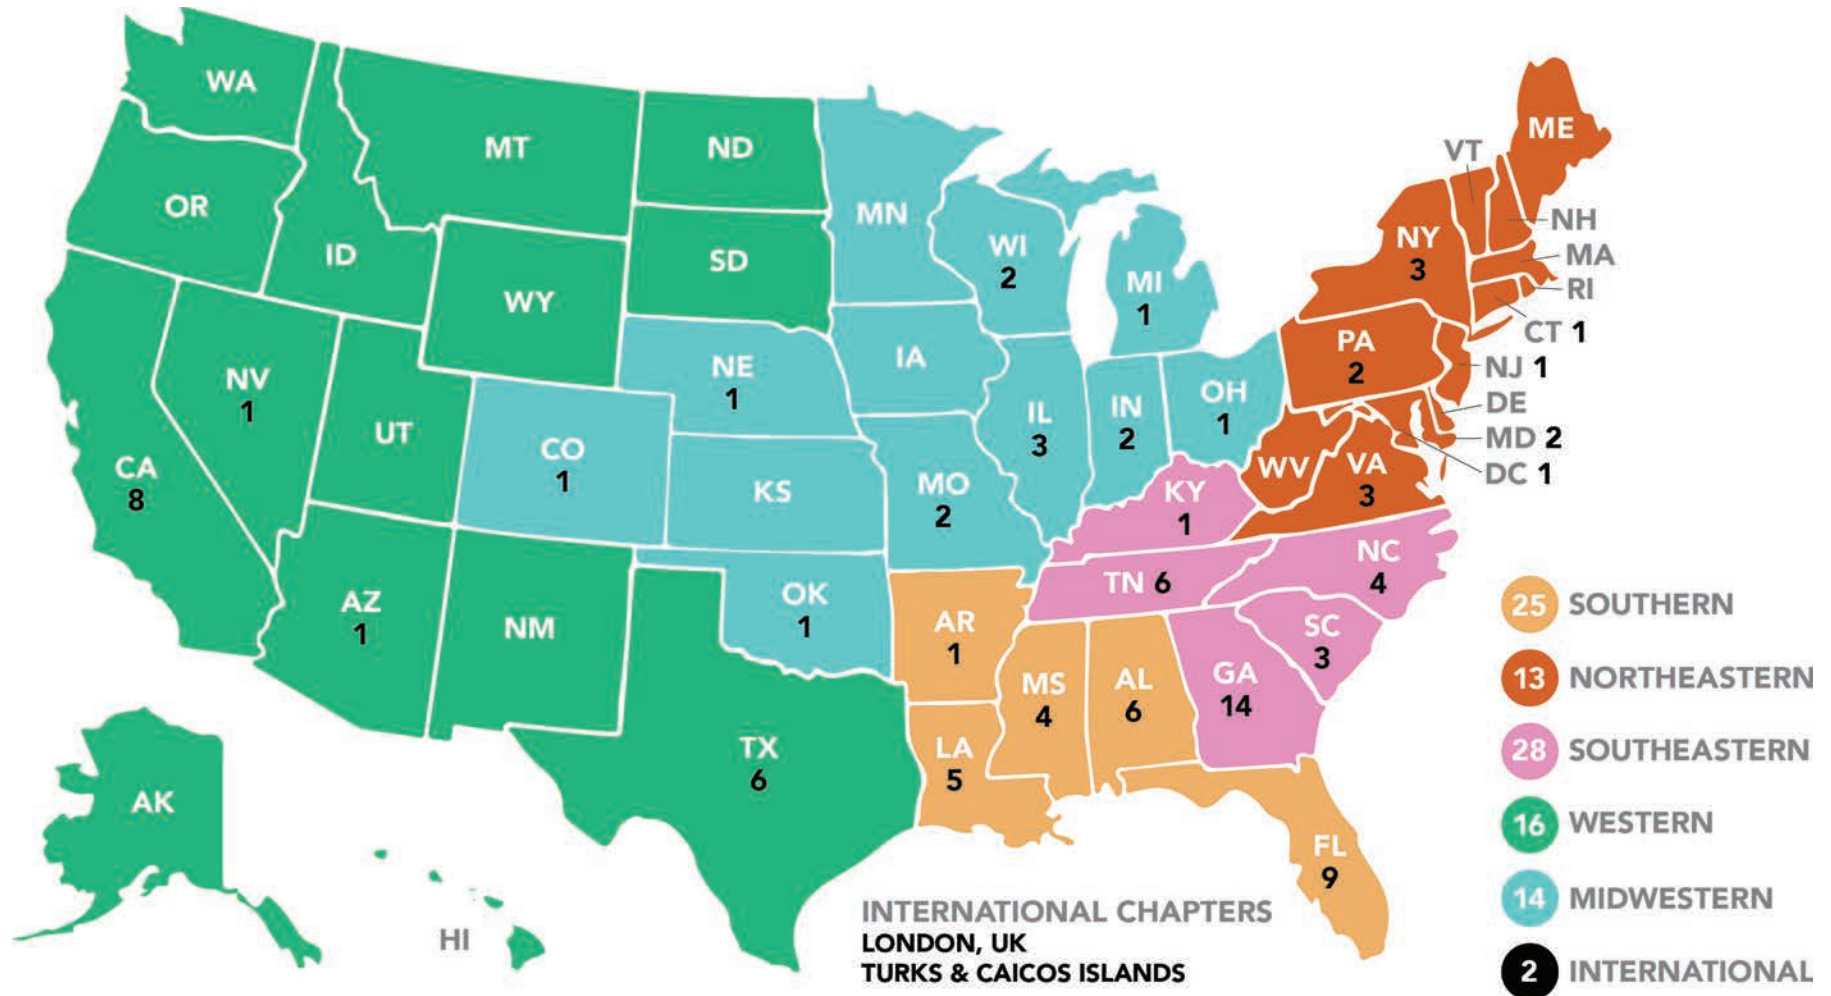 WA
MT
ND
MN
ME
VT
OR
ID
SD
WI
2
MI
1
NY
3
NH
MA
RI
CT 1
WY
NV
1
UT
NE
1
IA
IL
3
IN
2
OH
1
PA
2
NJ 1
DE
MD 2
DC 1
CA
8
CO
1
KS
MO
2
KY
1
WV
VA
3
AZ
1
NM
OK
1
AR
1
TN 6
NC
4
SC
3
TX
6
LA
5
MS
4
AL
6
GA
14
FL
9
AK
HI
25 SOUTHERN
13 NORTHEASTERN
28 SOUTHEASTERN
16 WESTERN
14 MIDWESTERN
2 INTERNATIONAL
INTERNATIONAL CHAPTERS
LONDON, UK
TURKS & CAICOS ISLANDS